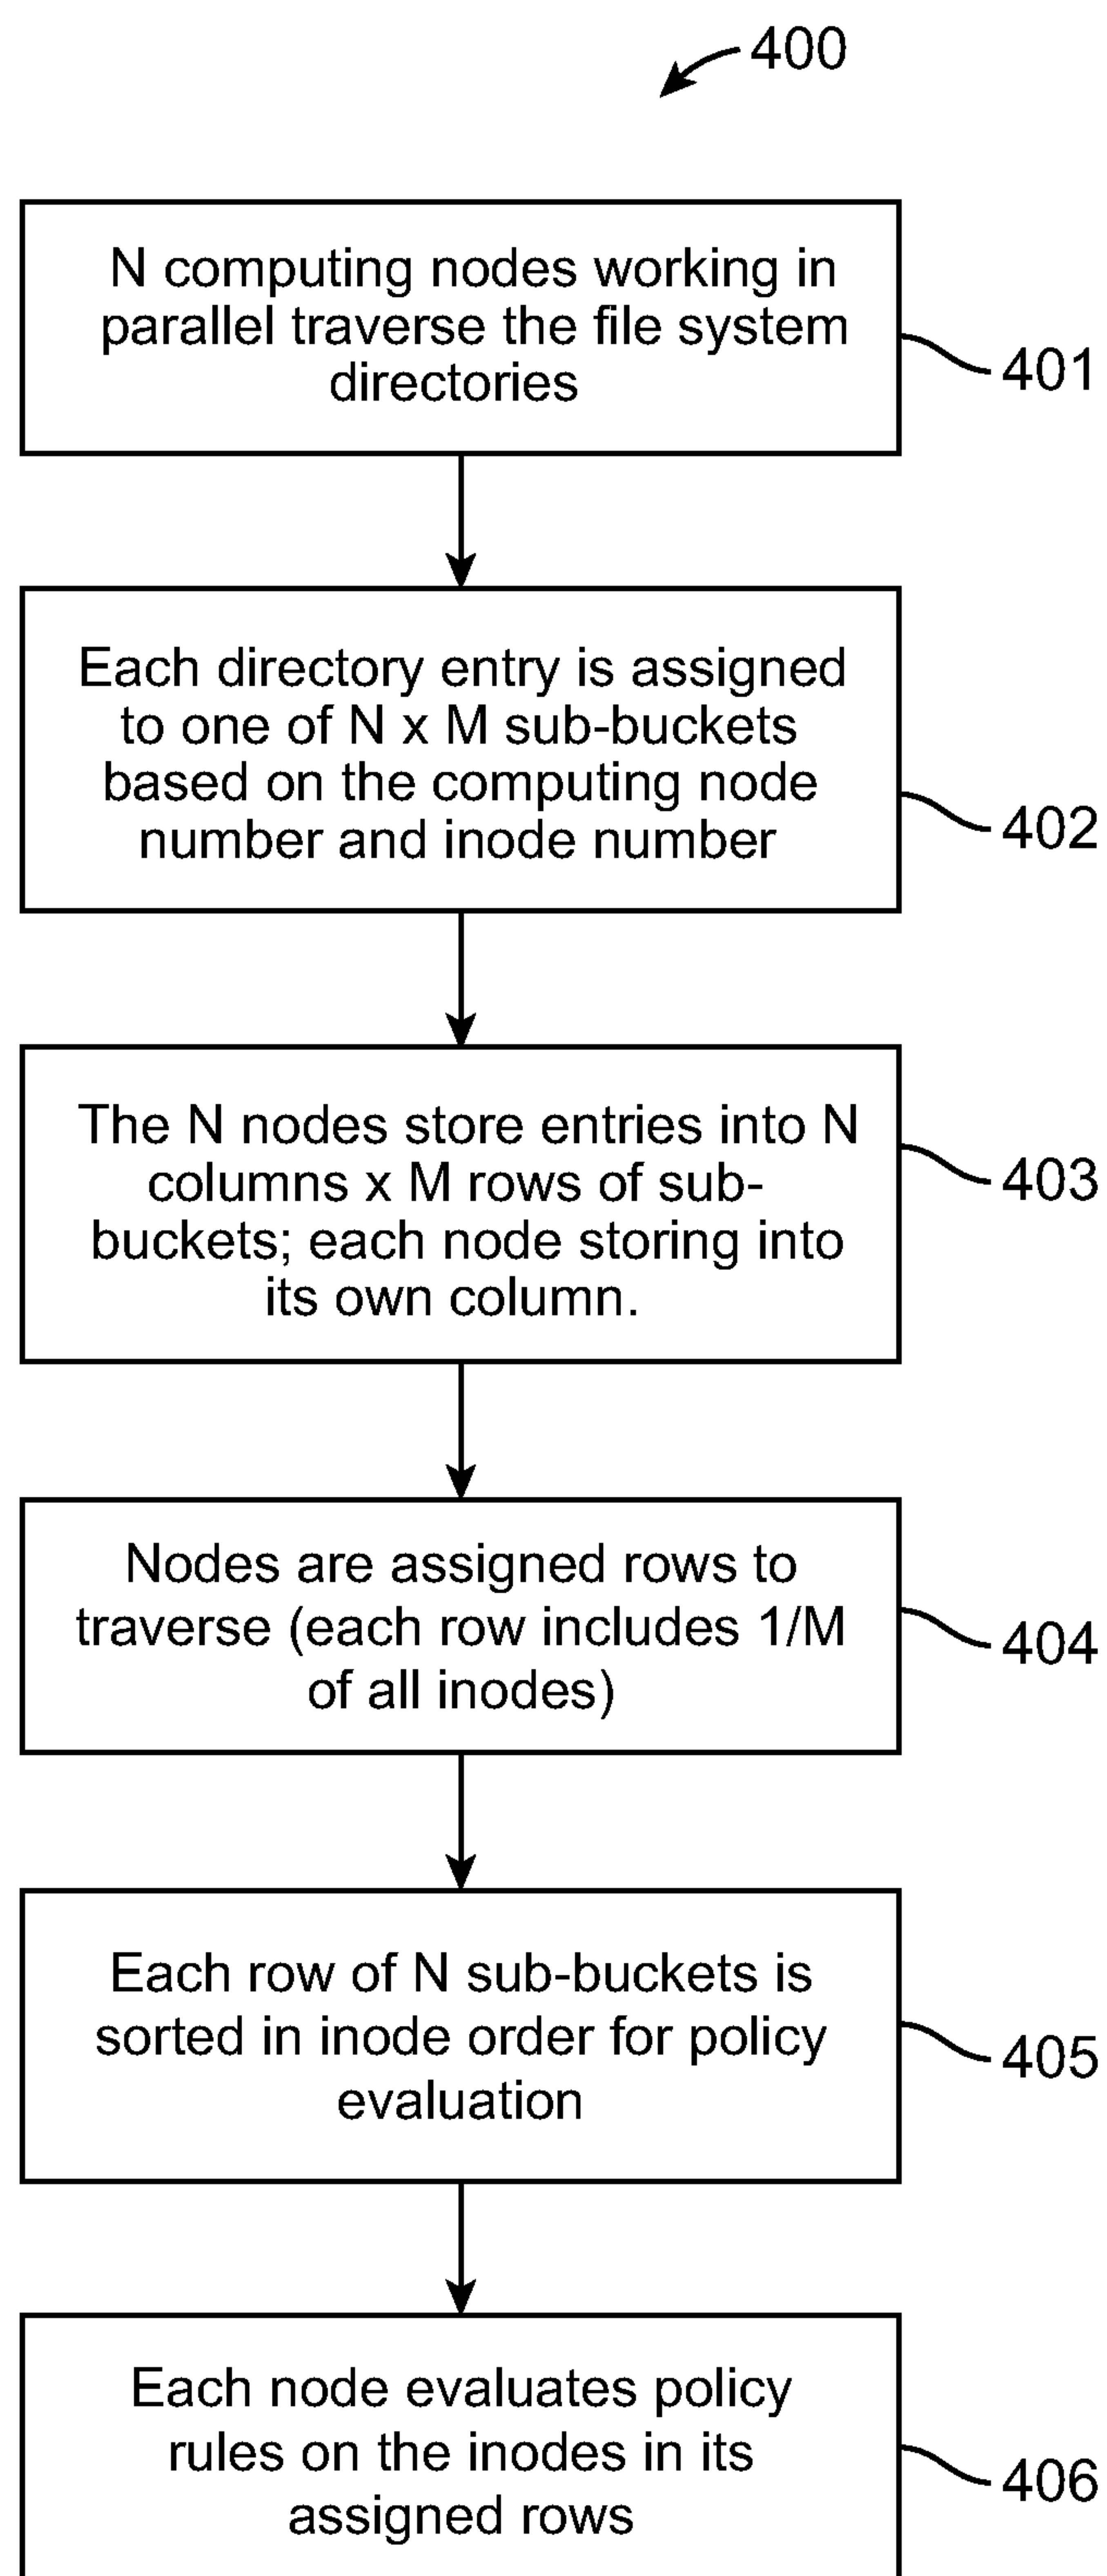 400
N computing nodes working in
parallel traverse the file system
directories
401
Each directory entry is assigned
to one of N x M sub-buckets
based on the computing node
number and inode number
402
The N nodes store entries into N
columns x M rows of sub-
buckets; each node storing into
its own column.
403
Nodes are assigned rows to
traverse (each row includes 1/M
of all inodes)
404
Each row of N sub-buckets is
sorted in inode order for policy
evaluation
405
Each node evaluates policy
rules on the inodes in its
assigned rows
406